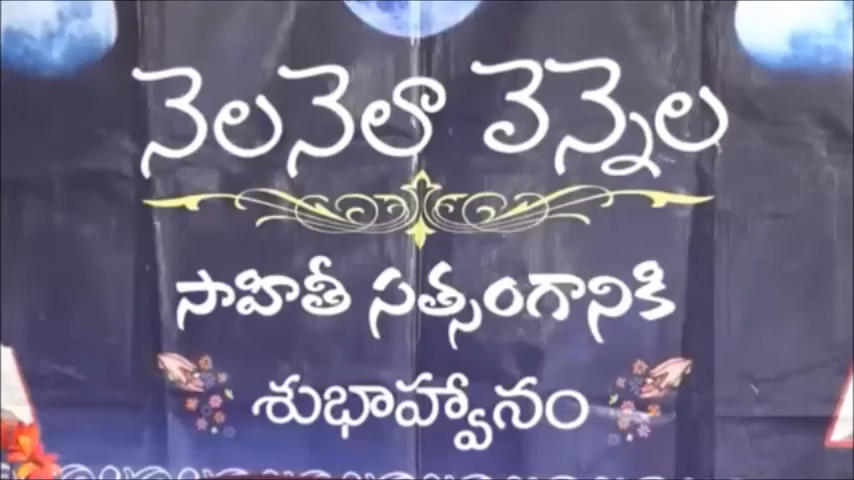 నెలనెలా వెన్నెల
సాహితీ సత్సంగానికి
శుభాహ్వానం